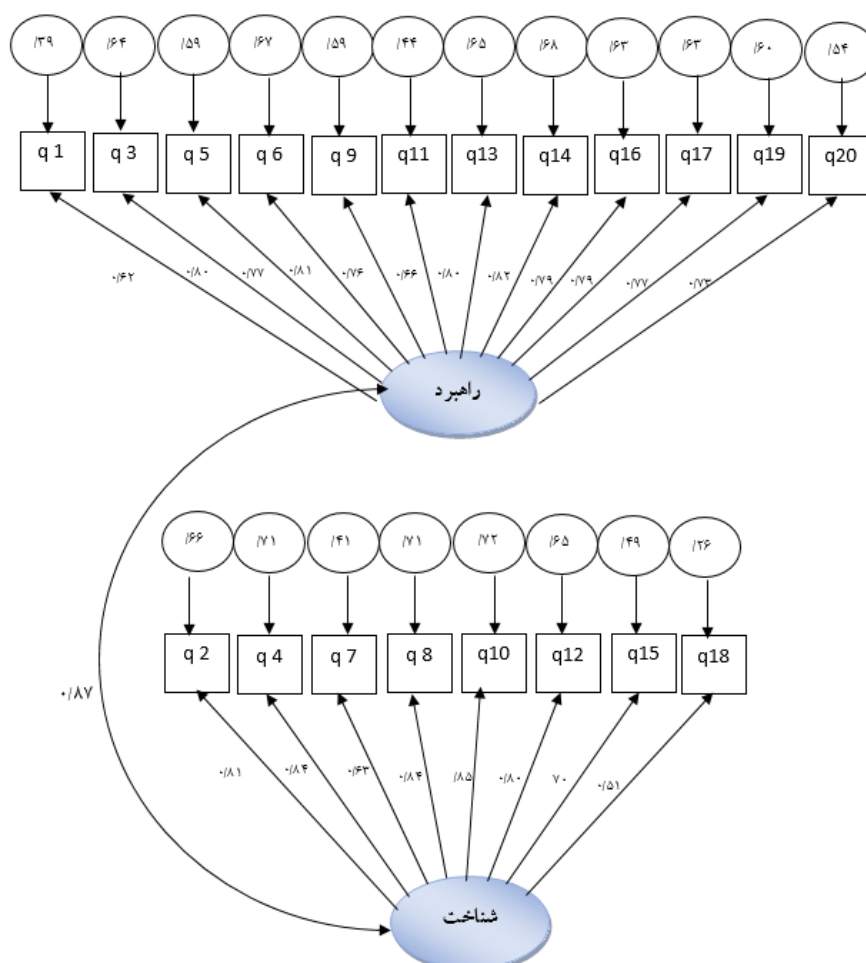 /۳۹ /۶۴ /۵۹ /۶۷ /۵۹ /۴۴ /۶۵ /۶۸ /۶۳ /۶۳ /۶۰ /۵۴
q 1 q 3 q 5 q 6 q 9 q11 q13 q14 q16 q17 q19 q20
۰/۶۲ ۰/۸۰ ۰/۷۷ ۰/۸۱ ۰/۷۶ ۰/۶۶ ۰/۸۰ ۰/۸۲ ۰/۷۹ ۰/۷۹ ۰/۷۷ ۰/۷۳
راهبرد
/۶۶ /۷۱ /۴۱ /۷۱ /۷۲ /۶۵ /۴۹ /۲۶
q 2 q 4 q 7 q 8 q10 q12 q15 q18
۰/۸۷
۰/۸۱ ۰/۸۴ ۰/۶۳ ۰/۸۴ /۸۵ ۰/۸۰ ۷۰ ۰/۵۱
شناخت